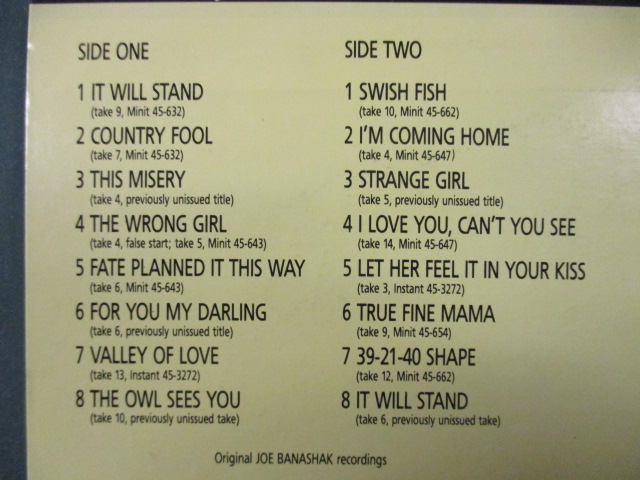 SIDE ONE
1 IT WILL STAND
(take 9, Minit 45-632)
2 COUNTRY FOOL
(take 7, Minit 45-632)
3 THIS MISERY
(take 4, previously unissued title)
4 THE WRONG GIRL
(take 4, false start; take 5, Minit 45-643)
5 FATE PLANNED IT THIS WAY
(take 6, Minit 45-643)
6 FOR YOU MY DARLING
(take 6, previously unissued title)
7 VALLEY OF LOVE
(take 13, Instant 45-3272)
8 THE OWL SEES YOU
(take 10, previously unissued take)
SIDE TWO
1 SWISH FISH
(take 10, Minit 45-662)
2 I'M COMING HOME
(take 4, Minit 45-647)
3 STRANGE GIRL
(take 5, previously unissued title)
4 I LOVE YOU, CAN'T YOU SEE
(take 14, Minit 45-647)
5 LET HER FEEL IT IN YOUR KISS
(take 3, Instant 45-3272)
6 TRUE FINE MAMA
(take 9, Minit 45-654)
7 39-21-40 SHAPE
(take 12, Minit 45-662)
8 IT WILL STAND
(take 6, previously unissued take)
Original JOE BANASHAK recordings